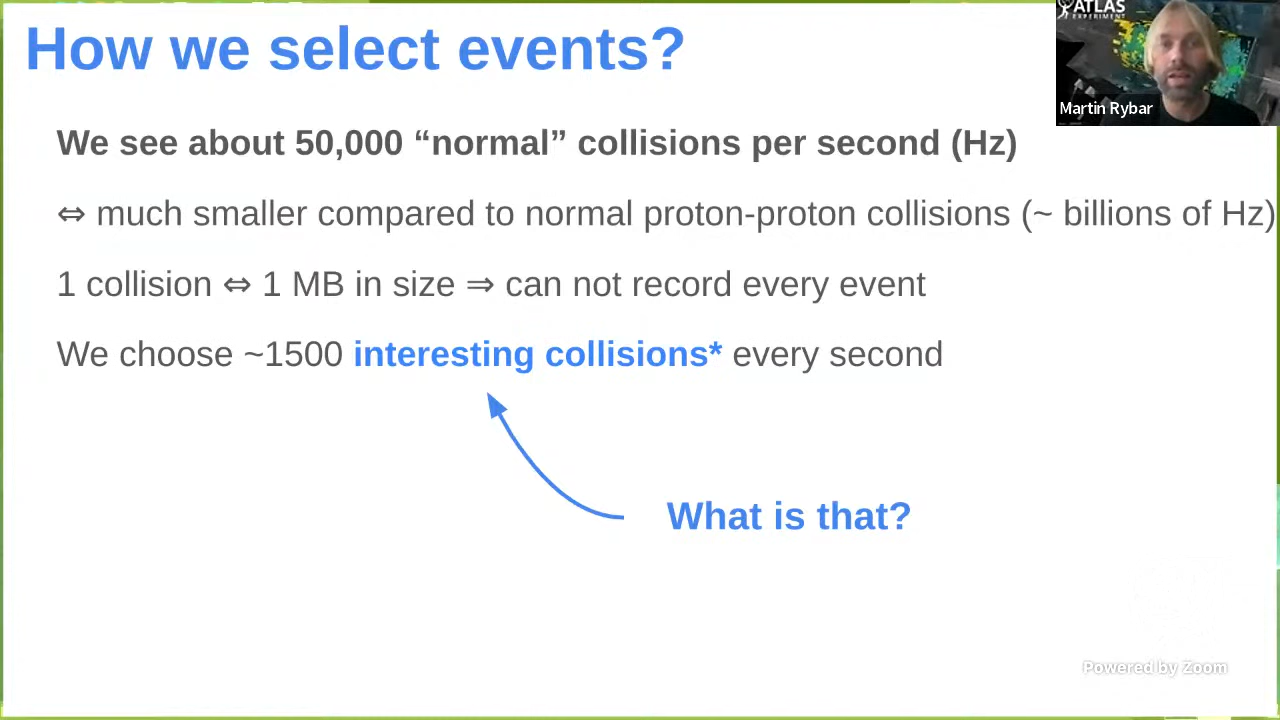 How we select events?
ATLAS
EXPERIMENT
Martin Rybar
We see about 50,000 “normal” collisions per second (Hz)
⇔ much smaller compared to normal proton-proton collisions (~ billions of Hz)
1 collision ⇔ 1 MB in size ⇒ can not record every event
We choose ~1500 interesting collisions* every second
What is that?
Powered by Zoom